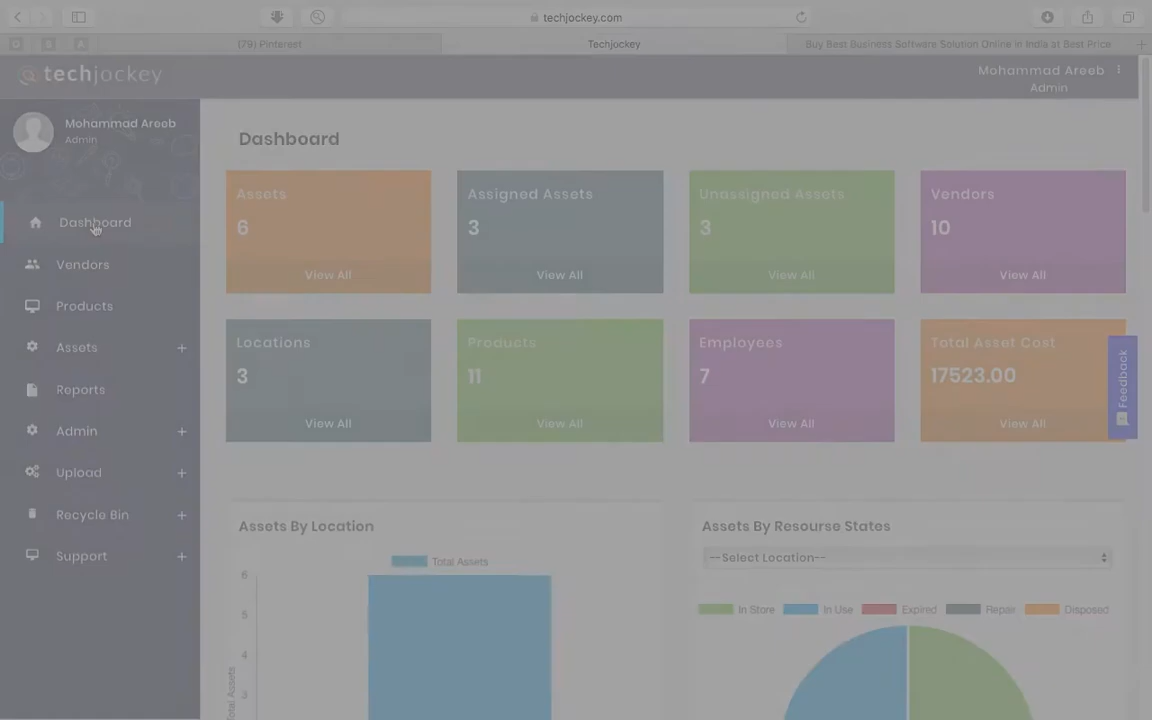 techjockey.com
(79) Pinterest
Techjockey
Buy Best Business Software Solution Online in India at Best Price
techjockey
Mohammad Areeb
Admin
Mohammad Areeb
Admin
Dashboard
Vendors
Products
Assets
Reports
Admin
Upload
Recycle Bin
Support
Dashboard
Assets
6
View All
Assigned Assets
3
View All
Unassigned Assets
3
View All
Vendors
10
View All
Locations
3
View All
Products
11
View All
Employees
7
View All
Total Asset Cost
17523.00
View All
Feedback
Assets By Location
Total Assets
6
5
4
3
Total Assets
Assets By Resourse States
--Select Location--
In Store
In Use
Expired
Repair
Disposed